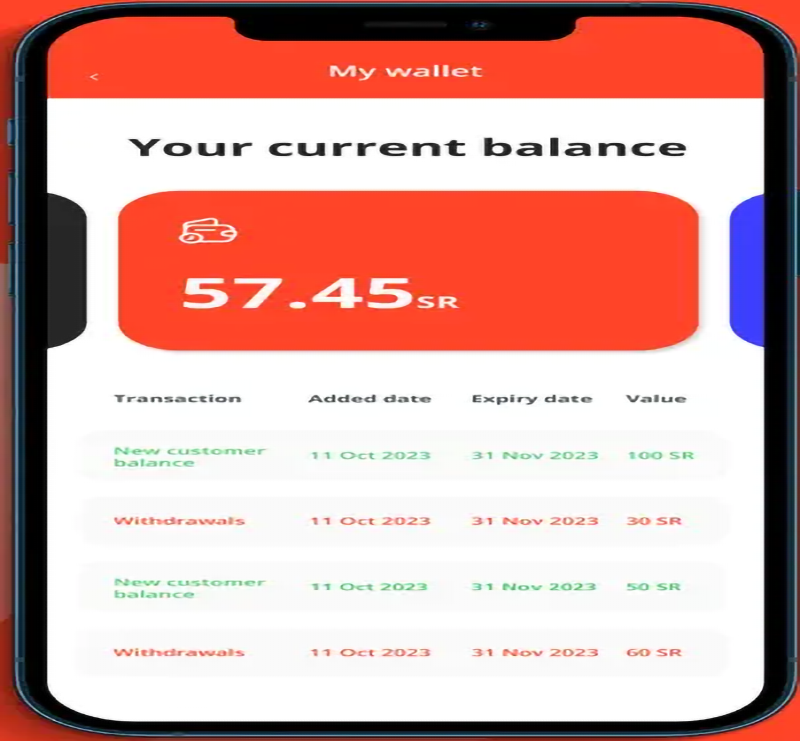 <
My wallet
Your current balance
57.45SR
Transaction Added date Expiry date Value
New customer
balance
11 Oct 2023 31 Nov 2023 100 SR
Withdrawals 11 Oct 2023 31 Nov 2023 30 SR
New customer
balance
11 Oct 2023 31 Nov 2023 50 SR
Withdrawals 11 Oct 2023 31 Nov 2023 60 SR